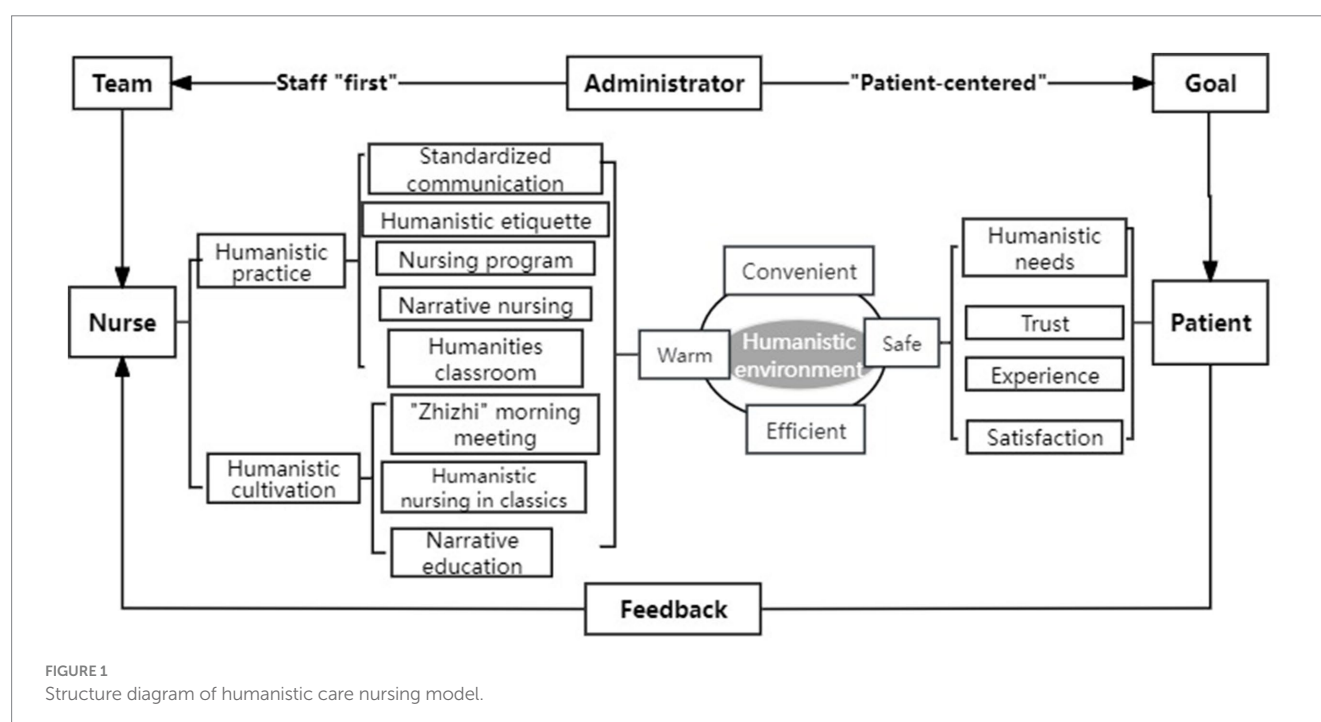 Team
Staff "first"
Administrator
"Patient-centered"
Goal
Standardized
communication
Humanistic etiquette
Humanistic
practice
Nursing program
Narrative nursing
Humanities
classroom
Nurse
"Zhizhi" morning
meeting
Humanistic
cultivation
Humanistic
nursing in classics
Narrative
education
Convenient
Warm
Humanistic
environment
Safe
Efficient
Humanistic
needs
Trust
Experience
Satisfaction
Patient
Feedback
FIGURE 1
Structure diagram of humanistic care nursing model.